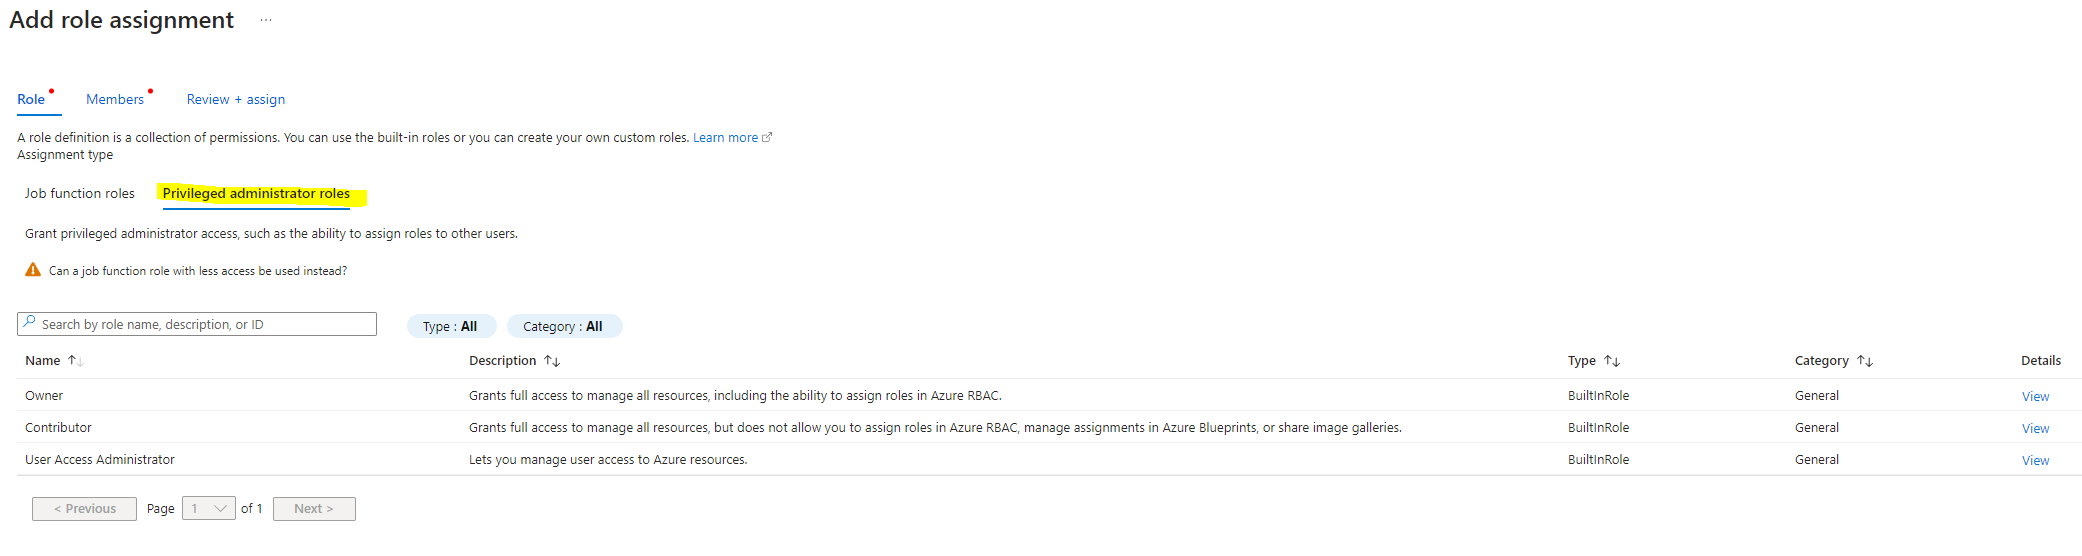 Add role assignment ...
Role Members Review + assign
A role definition is a collection of permissions. You can use the built-in roles or you can create your own custom roles. Learn more
Assignment type
Job function roles Privileged administrator roles
Grant privileged administrator access, such as the ability to assign roles to other users.
Can a job function role with less access be used instead?
Search by role name, description, or ID Type : All Category : All
Name Description Type Category Details
Owner Grants full access to manage all resources, including the ability to assign roles in Azure RBAC. BuiltInRole General View
Contributor Grants full access to manage all resources, but does not allow you to assign roles in Azure RBAC, manage assignments in Azure Blueprints, or share image galleries. BuiltInRole General View
User Access Administrator Lets you manage user access to Azure resources. BuiltInRole General View
< Previous Page 1 of 1 Next >